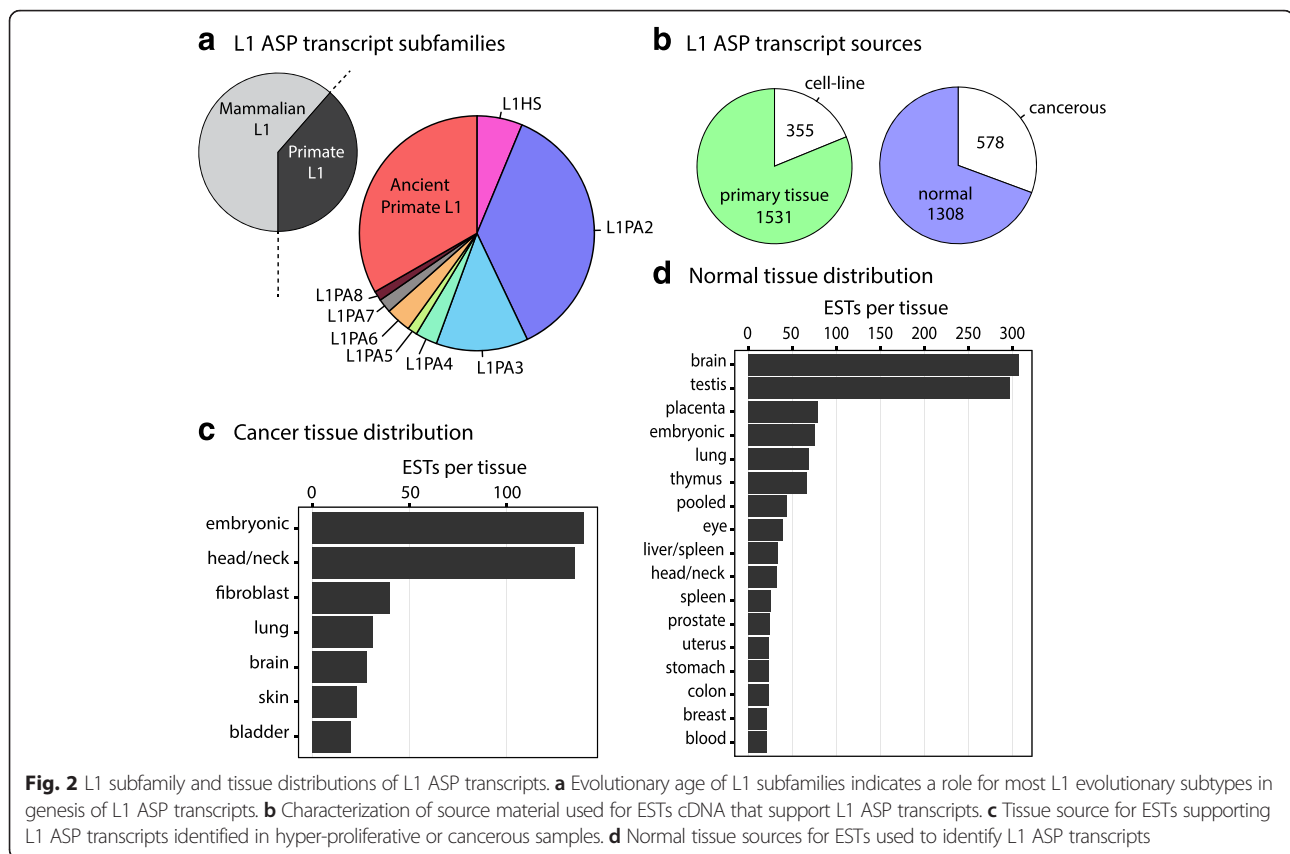 a L1 ASP transcript subfamilies
Mammalian
L1
Primate
L1
L1HS
Ancient
Primate L1
L1PA2
L1PA8
L1PA7
L1PA6
L1PA5
L1PA4
L1PA3
b L1 ASP transcript sources
cell-line
355
primary tissue
1531
cancerous
578
normal
1308
c Cancer tissue distribution
ESTs per tissue
0 50 100
embryonic
head/neck
fibroblast
lung
brain
skin
bladder
d Normal tissue distribution
ESTs per tissue
0 50 100 150 200 250 300
brain
testis
placenta
embryonic
lung
thymus
pooled
eye
liver/spleen
head/neck
spleen
prostate
uterus
stomach
colon
breast
blood
Fig. 2 L1 subfamily and tissue distributions of L1 ASP transcripts. a Evolutionary age of L1 subfamilies indicates a role for most L1 evolutionary subtypes in
genesis of L1 ASP transcripts. b Characterization of source material used for ESTs cDNA that support L1 ASP transcripts. c Tissue source for ESTs supporting
L1 ASP transcripts identified in hyper-proliferative or cancerous samples. d Normal tissue sources for ESTs used to identify L1 ASP transcripts